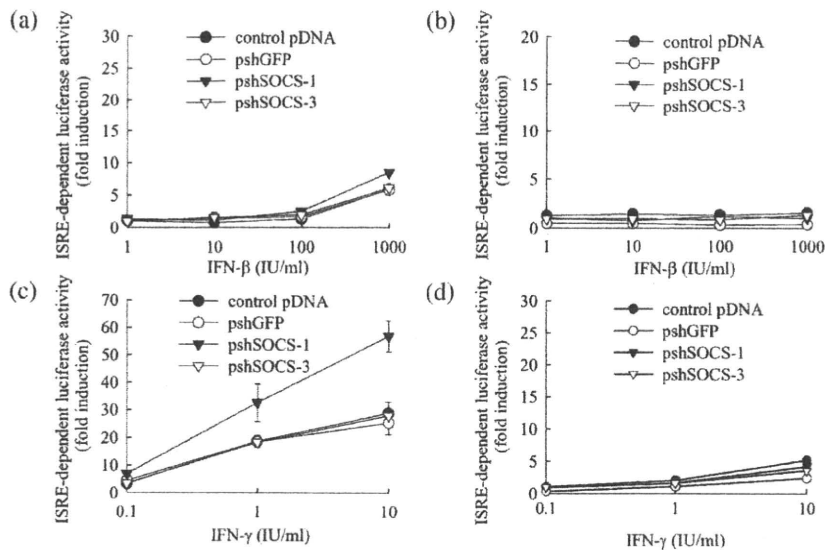 (a)
ISRE-dependent luciferase activity
(fold induction)
30
25
20
15
10
5
0
control pDNA
pshGFP
pshSOCS-1
pshSOCS-3
1
10
100
1000
IFN-β (IU/ml)
(b)
ISRE-dependent luciferase activity
(fold induction)
20
15
10
5
0
control pDNA
pshGFP
pshSOCS-1
pshSOCS-3
1
10
100
1000
IFN-β (IU/ml)
(c)
ISRE-dependent luciferase activity
(fold induction)
70
60
50
40
30
20
10
0
control pDNA
pshGFP
pshSOCS-1
pshSOCS-3
0.1
1
10
IFN-γ (IU/ml)
(d)
ISRE-dependent luciferase activity
(fold induction)
30
25
20
15
10
5
0
control pDNA
pshGFP
pshSOCS-1
pshSOCS-3
0.1
1
10
IFN-γ (IU/ml)